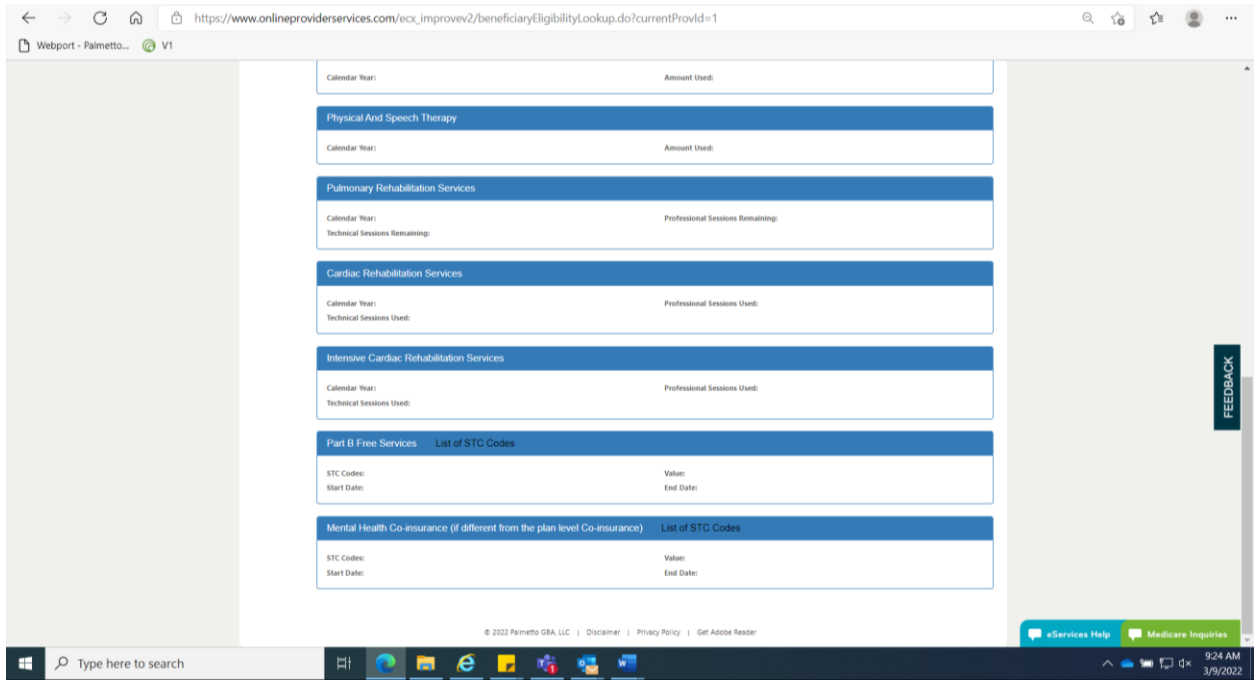 https://www.onlineproviderservices.com/ecx_improvev2/beneficiaryEligibilityLookup.do?currentProvId=1
Webport - Palmetto... V1
Calendar Year: Amount Used:
Physical And Speech Therapy
Calendar Year: Amount Used:
Pulmonary Rehabilitation Services
Calendar Year: Professional Sessions Remaining:
Technical Sessions Remaining:
Cardiac Rehabilitation Services
Calendar Year: Professional Sessions Used:
Technical Sessions Used:
Intensive Cardiac Rehabilitation Services
Calendar Year: Professional Sessions Used:
Technical Sessions Used:
FEEDBACK
Part B Free Services List of STC Codes
STC Codes: Value:
Start Date: End Date:
Mental Health Co-insurance (if different from the plan level Co-insurance) List of STC Codes
STC Codes: Value:
Start Date: End Date:
© 2022 Palmetto GBA, LLC | Disclaimer | Privacy Policy | Get Adobe Reader
eServices Help Medicare Inquiries
Type here to search
9:24 AM
3/9/2022